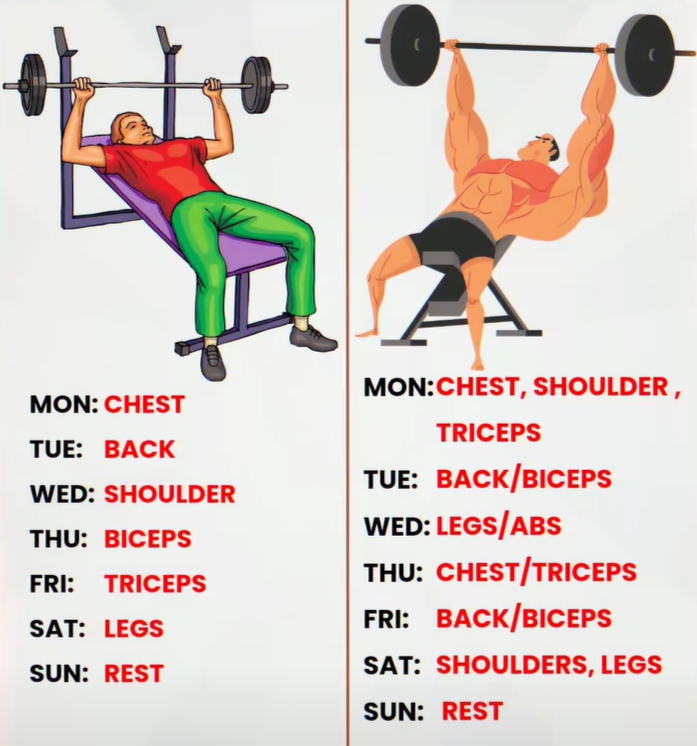 MON: CHEST
TUE: BACK
WED: SHOULDER
THU: BICEPS
FRI: TRICEPS
SAT: LEGS
SUN: REST
MON:CHEST, SHOULDER ,
TRICEPS
TUE: BACK/BICEPS
WED: LEGS/ABS
THU: CHEST/TRICEPS
FRI: BACK/BICEPS
SAT: SHOULDERS, LEGS
SUN: REST